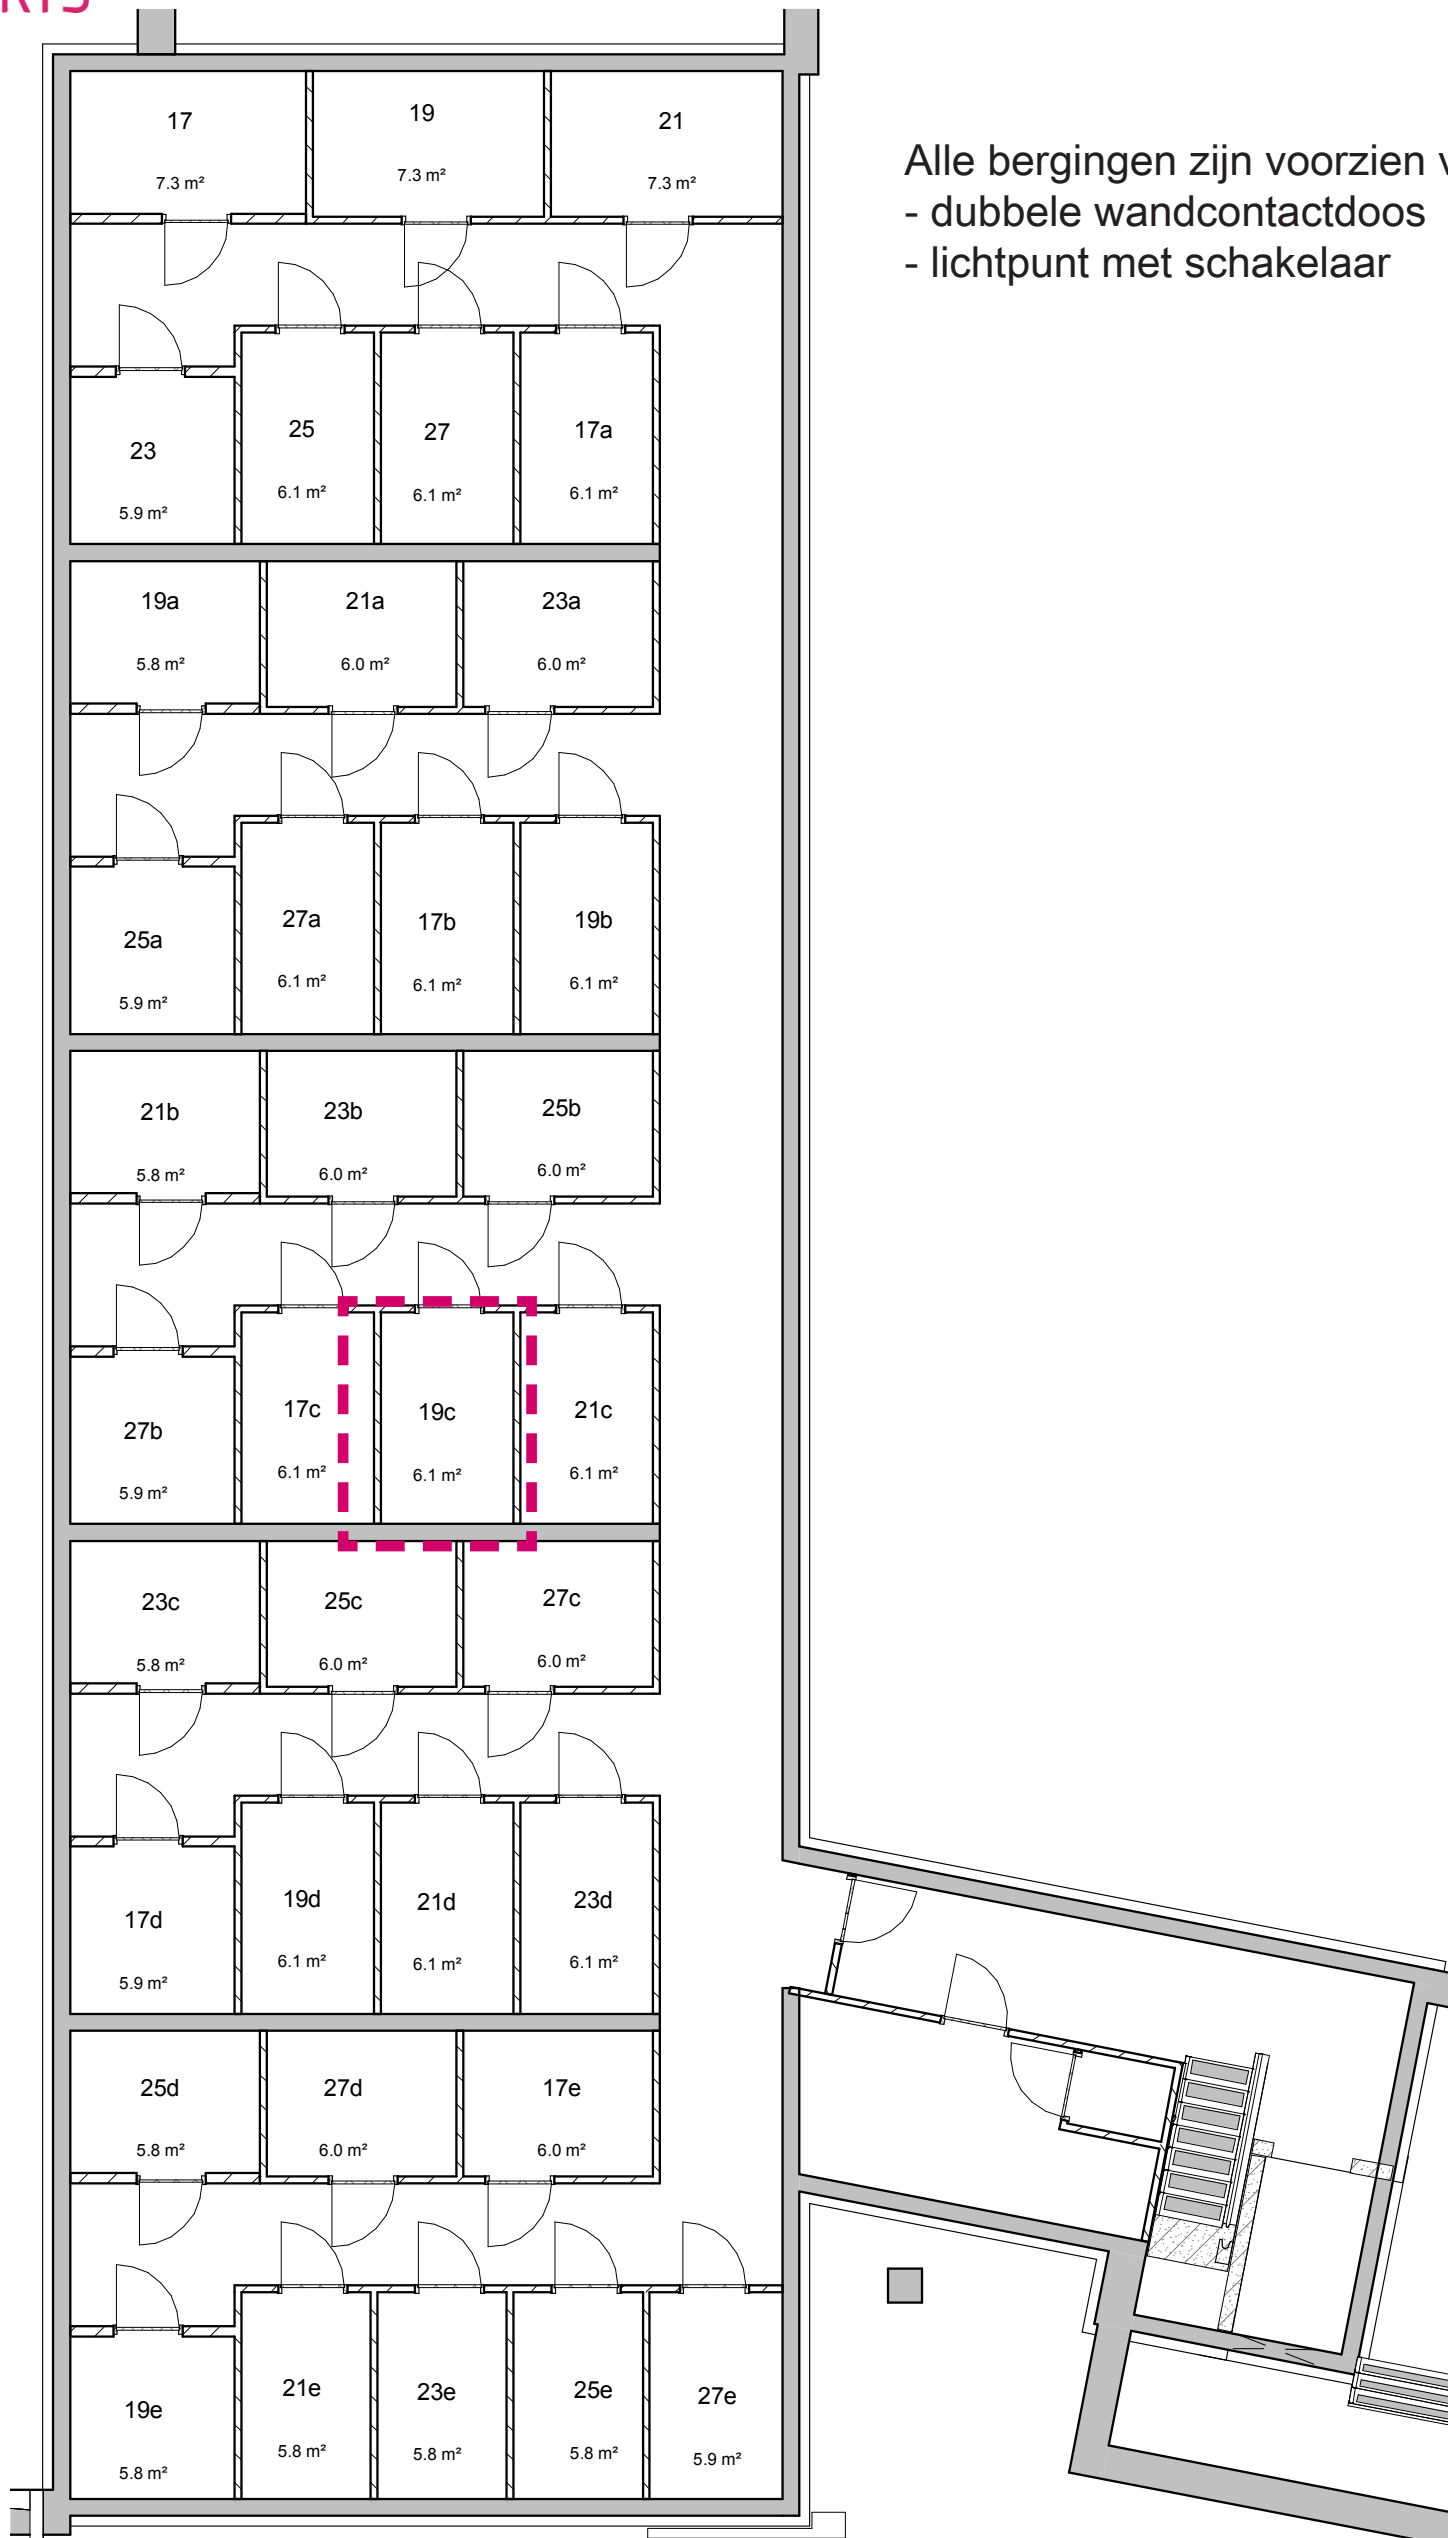 17
19
21
7.3 m²
7.3 m²
7.3 m²
Alle bergingen zijn voorzien
- dubbele wandcontactdoos
- lichtpunt met schakelaar
23
25
27
17a
5.9 m²
6.1 m²
6.1 m²
6.1 m²
19a
21a
23a
5.8 m²
6.0 m²
6.0 m²
25a
27a
17b
19b
5.9 m²
6.1 m²
6.1 m²
6.1 m²
21b
23b
25b
5.8 m²
6.0 m²
6.0 m²
27b
17c
19c
21c
5.9 m²
6.1 m²
6.1 m²
6.1 m²
23c
25c
27c
5.8 m²
6.0 m²
6.0 m²
17d
19d
21d
23d
5.9 m²
6.1 m²
6.1 m²
6.1 m²
25d
27d
17e
5.8 m²
6.0 m²
6.0 m²
19e
21e
23e
25e
27e
5.8 m²
5.8 m²
5.8 m²
5.8 m²
5.9 m²